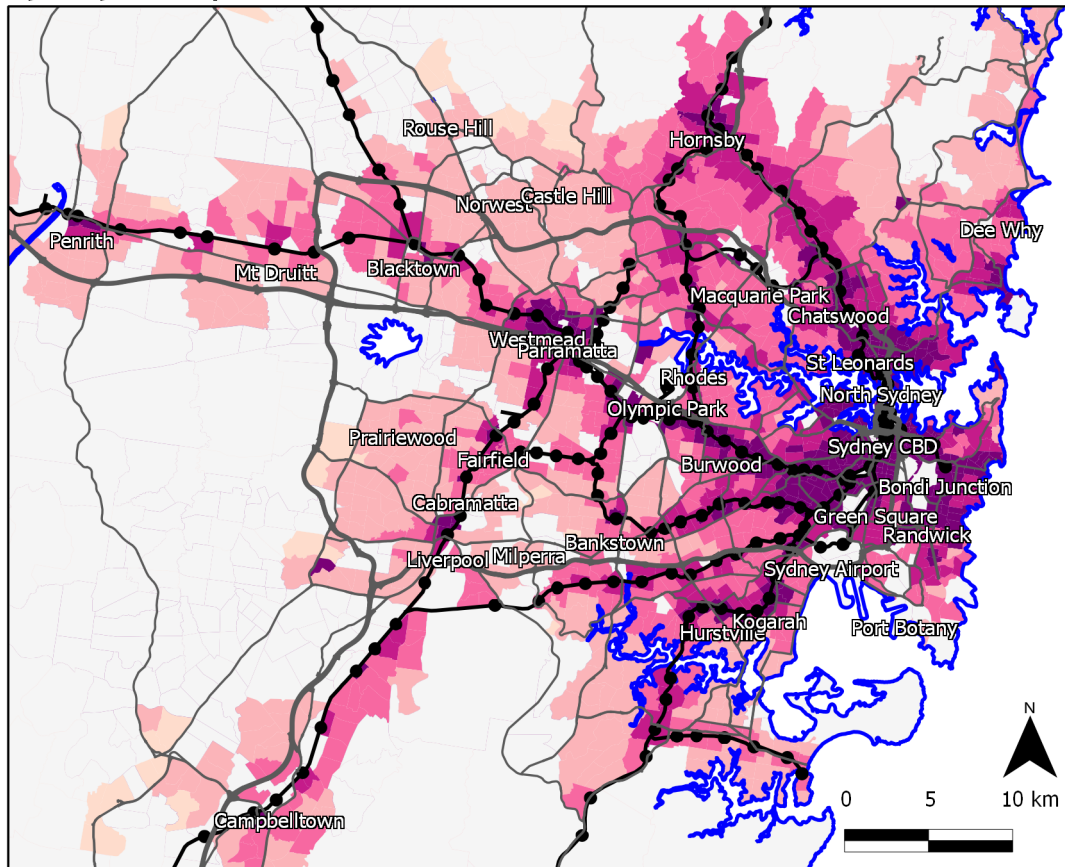 Hornsby
Rouse Hill
Castle Hill
Norwest
Dee Why
Penrith
Blacktown
Mt Druitt
Macquarie Park
Chatswood
Westmead
Parramatta
St Leonards
Rhodes
North Sydney
Olympic Park
Prairiewood
Sydney CBD
Fairfield
Burwood
Bondi Junction
Cabramatta
Green Square
Randwick
Bankstown
Liverpool
Milperra
Sydney Airport
Kogarah
Port Botany
Hurstville
N
0 5 10 km
Campbelltown